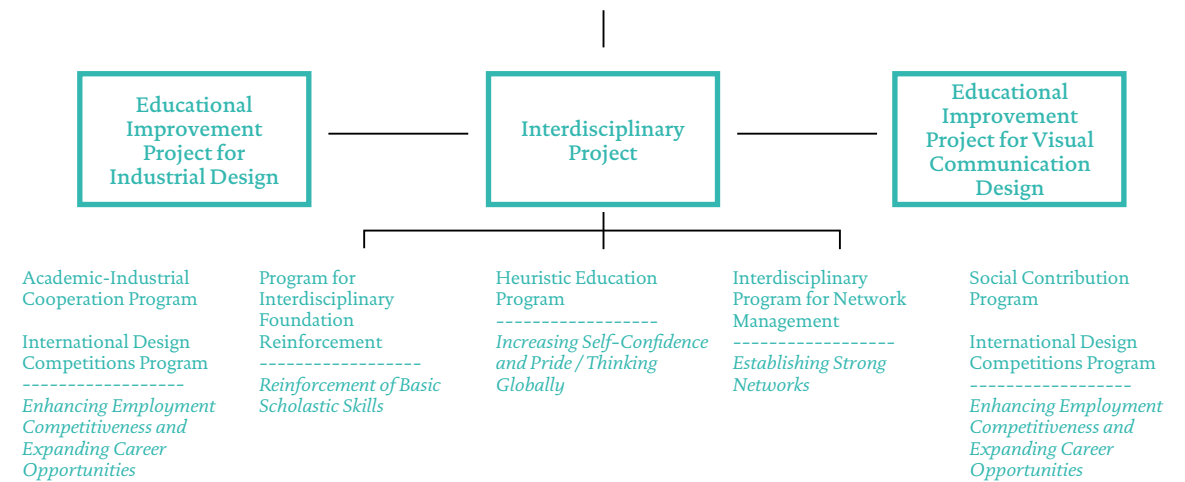 Educational
Improvement
Project for
Industrial Design
Interdisciplinary
Project
Educational
Improvement
Project for Visual
Communication
Design
Academic-Industrial
Cooperation Program
International Design
Competitions Program
------------------
Enhancing Employment
Competitiveness and
Expanding Career
Opportunities
Program for
Interdisciplinary
Foundation
Reinforcement
------------------
Reinforcement of Basic
Scholastic Skills
Heuristic Education
Program
------------------
Increasing Self-Confidence
and Pride / Thinking
Globally
Interdisciplinary
Program for Network
Management
------------------
Establishing Strong
Networks
Social Contribution
Program
International Design
Competitions Program
------------------
Enhancing Employment
Competitiveness and
Expanding Career
Opportunities